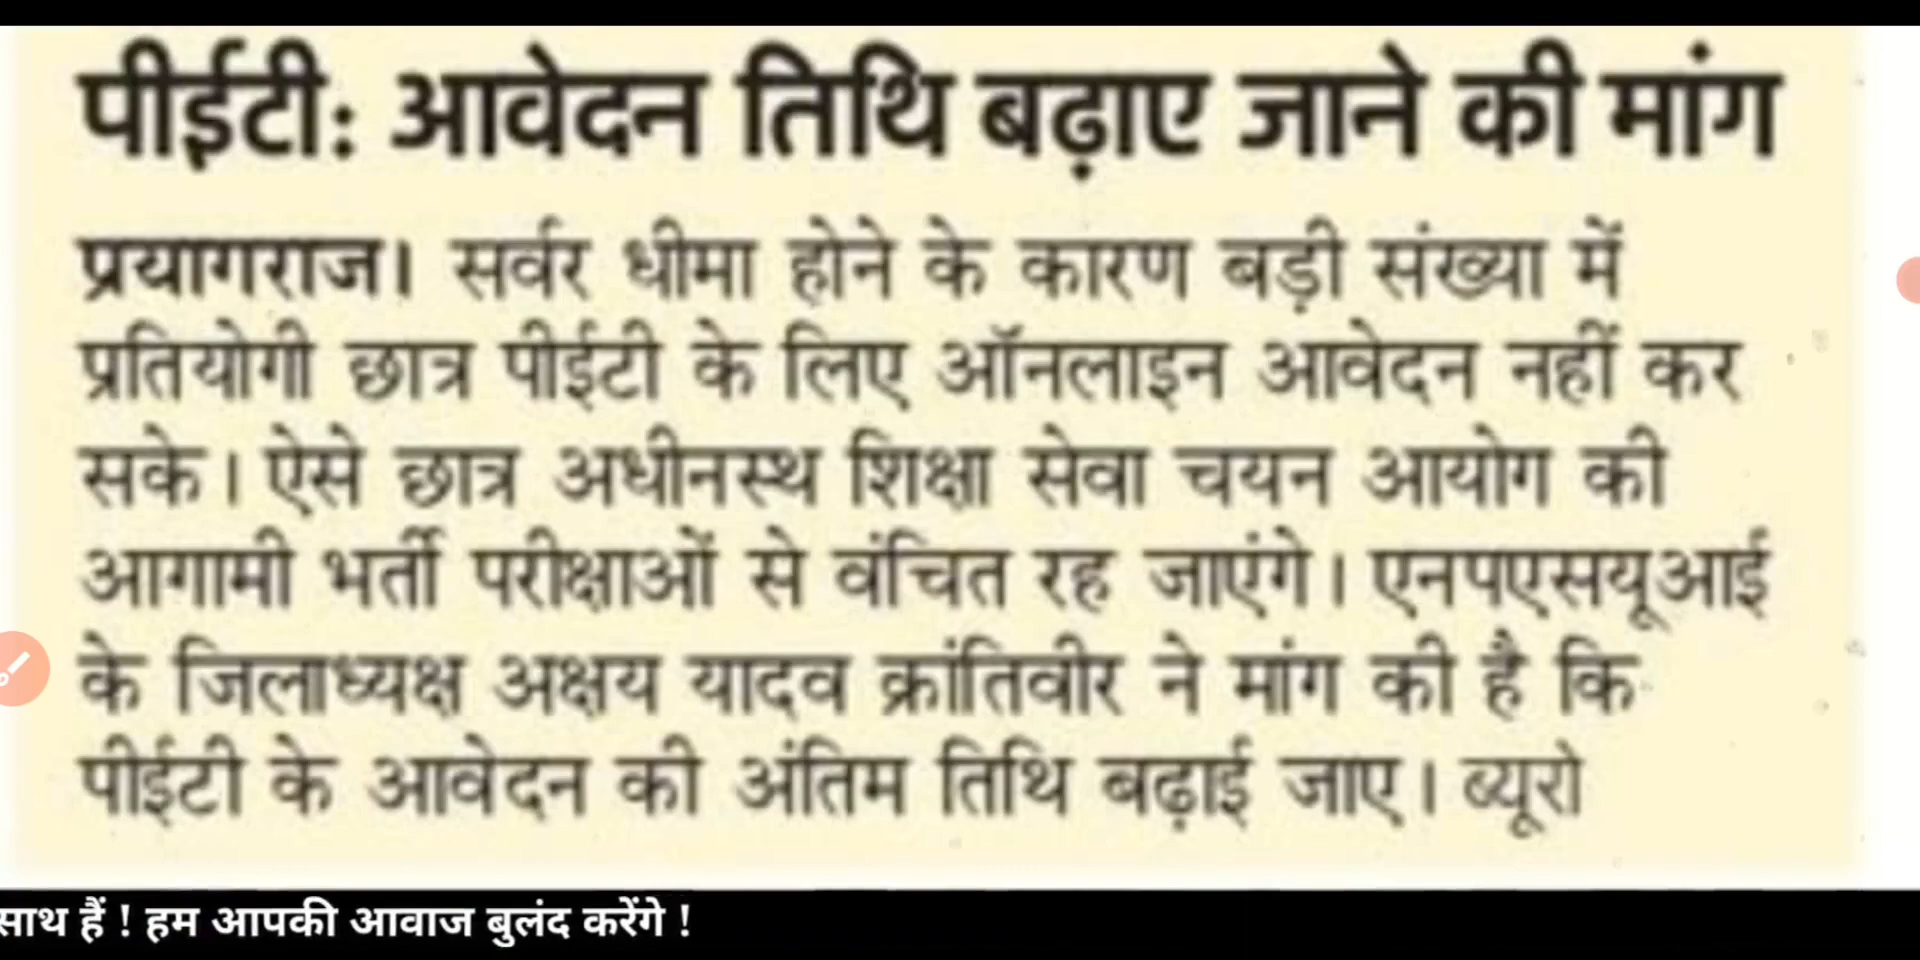 पीईटी: आवेदन तिथि बढ़ाए जाने की मांग
प्रयागराज। सर्वर धीमा होने के कारण बड़ी संख्या में
प्रतियोगी छात्र पीईटी के लिए ऑनलाइन आवेदन नहीं कर
सके। ऐसे छात्र अधीनस्थ शिक्षा सेवा चयन आयोग की
आगामी भर्ती परीक्षाओं से वंचित रह जाएंगे। एनपएसयूआई
के जिलाध्यक्ष अक्षय यादव क्रांतिवीर ने मांग की है कि
पीईटी के आवेदन की अंतिम तिथि बढ़ाई जाए। ब्यूरो
साथ हैं ! हम आपकी आवाज बुलंद करेंगे !